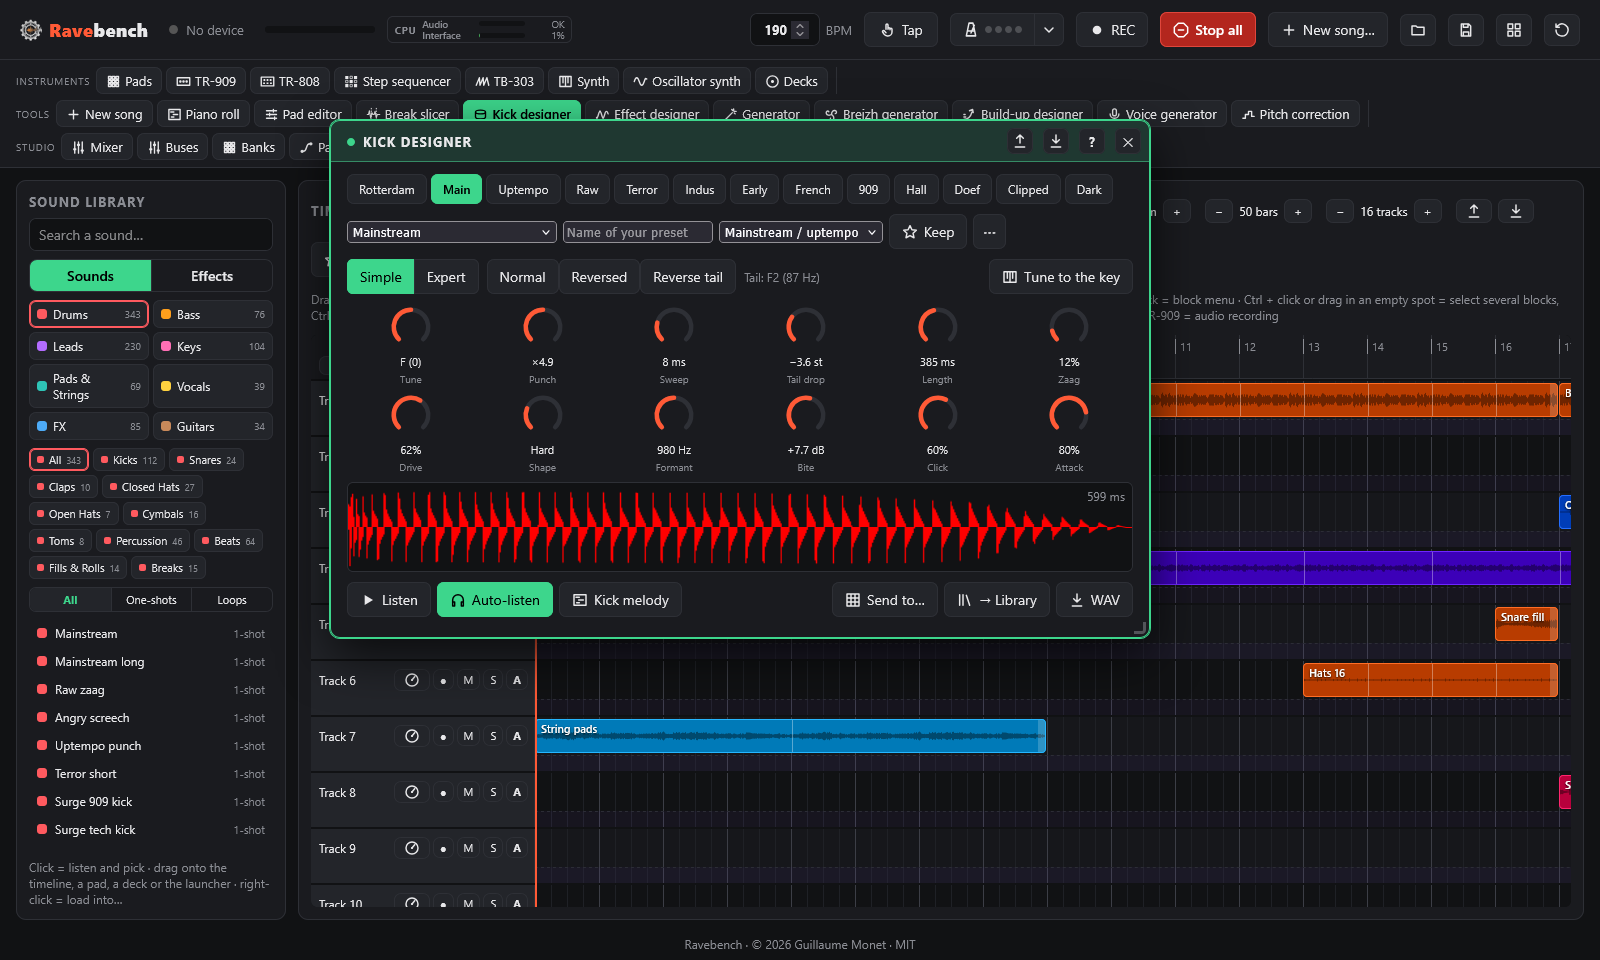 Ravebench
No device
CPU Audio Interface OK 1%
190 BPM
Tap
REC
Stop all
New song...
INSTRUMENTS Pads TR-909 TR-808 Step sequencer TB-303 Synth Oscillator synth Decks
TOOLS New song Piano roll Pad editor Break slicer Kick designer Effect designer Generator Breizh generator Build-up designer Voice generator Pitch correction
STUDIO Mixer Buses Banks
SOUND LIBRARY
Search a sound...
Sounds Effects
Drums 343 Bass 76
Leads 230 Keys 104
Pads & Strings 69 Vocals 39
FX 85 Guitars 34
All 343 Kicks 112 Snares 24
Claps 10 Closed Hats 27
Open Hats 7 Cymbals 16
Toms 8 Percussion 46 Beats 64
Fills & Rolls 14 Breaks 15
All One-shots Loops
Mainstream 1-shot
Mainstream long 1-shot
Raw zaag 1-shot
Angry screech 1-shot
Uptempo punch 1-shot
Terror short 1-shot
Surge 909 kick 1-shot
Surge tech kick 1-shot
Click = listen and pick · drag onto the
timeline, a pad, a deck or the launcher · right-
click = load into...
KICK DESIGNER ?
Rotterdam Main Uptempo Raw Terror Indus Early French 909 Hall Doef Clipped Dark
Mainstream Name of your preset Mainstream / uptempo Keep ...
Simple Expert Normal Reversed Reverse tail Tail: F2 (87 Hz) Tune to the key
F (0) ×4.9 8 ms −3.6 st 385 ms 12%
Tune Punch Sweep Tail drop Length Zaag
62% Hard 980 Hz +7.7 dB 60% 80%
Drive Shape Formant Bite Click Attack
599 ms
Listen Auto-listen Kick melody Send to... → Library WAV
+ − 50 bars + − 16 tracks +
k = block menu · Ctrl + click or drag in an empty spot = select several blocks,
R-909 = audio recording
11 12 13 14 15 16
Snare fill
Track 6 M S A
Hats 16
Track 7 M S A
String pads
Track 8 M S A
Track 9 M S A
Track 10 M S A
Ravebench · © 2026 Guillaume Monet · MIT